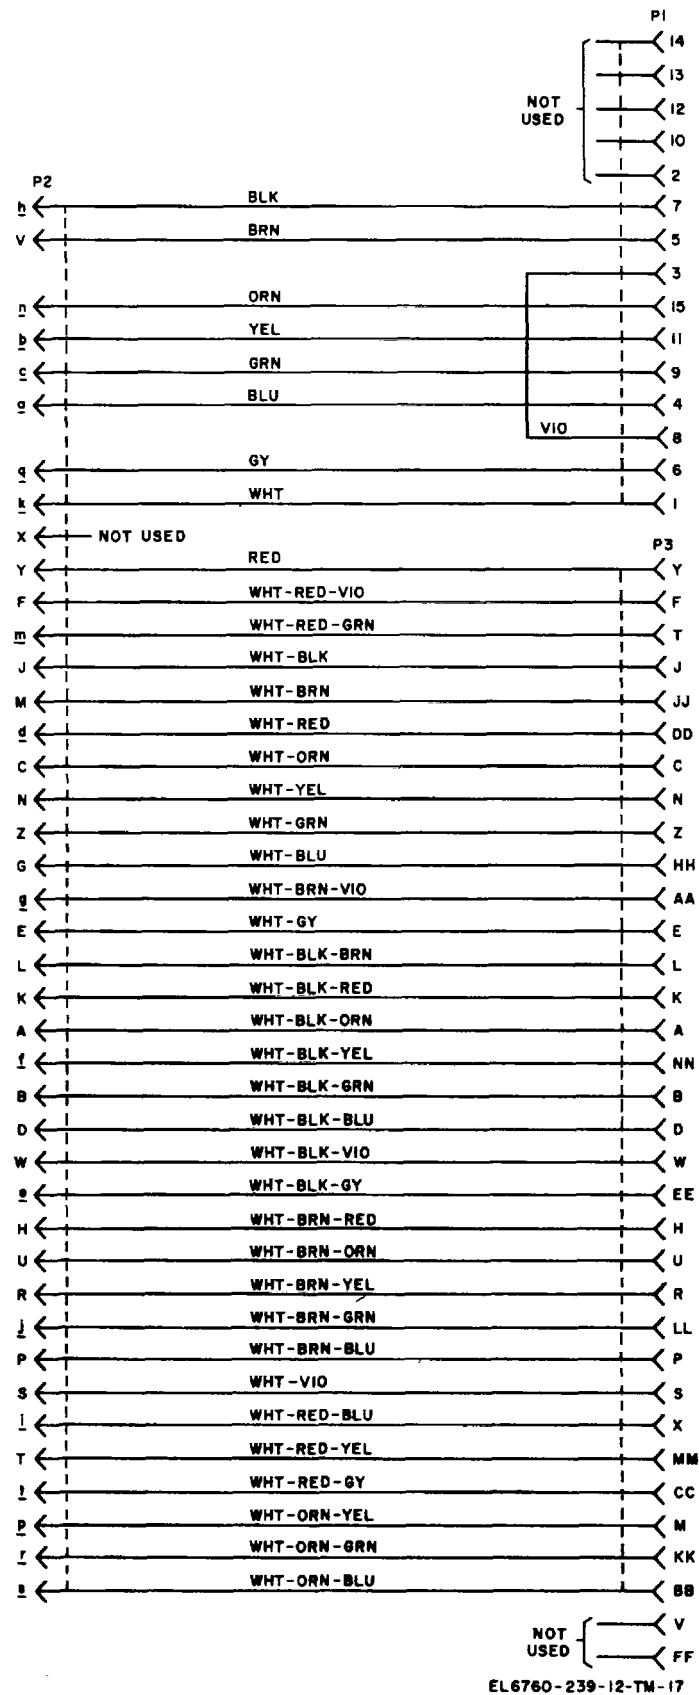 P1
14
13
NOT
USED
12
10
2
P2
h BLK 7
V BRN 5
3
n ORN 15
b YEL 11
c GRN 9
a BLU 4
VIO 8
q GY 6
k WHT 1
X NOT USED
P3
Y RED Y
F WHT-RED-VIO F
m WHT-RED-GRN T
J WHT-BLK J
M WHT-BRN JJ
d WHT-RED DD
C WHT-ORN C
N WHT-YEL N
Z WHT-GRN Z
G WHT-BLU HH
g WHT-BRN-VIO AA
E WHT-GY E
L WHT-BLK-BRN L
K WHT-BLK-RED K
A WHT-BLK-ORN A
f WHT-BLK-YEL NN
B WHT-BLK-GRN B
D WHT-BLK-BLU D
W WHT-BLK-VIO W
e WHT-BLK-GY EE
H WHT-BRN-RED H
U WHT-BRN-ORN U
R WHT-BRN-YEL R
j WHT-BRN-GRN LL
P WHT-BRN-BLU P
S WHT-VIO S
WHT-RED-BLU X
T WHT-RED-YEL MM
WHT-RED-GY CC
p WHT-ORN-YEL M
r WHT-ORN-GRN KK
s WHT-ORN-BLU BB
NOT
USED
V
FF
EL6760-239-12-TM-17